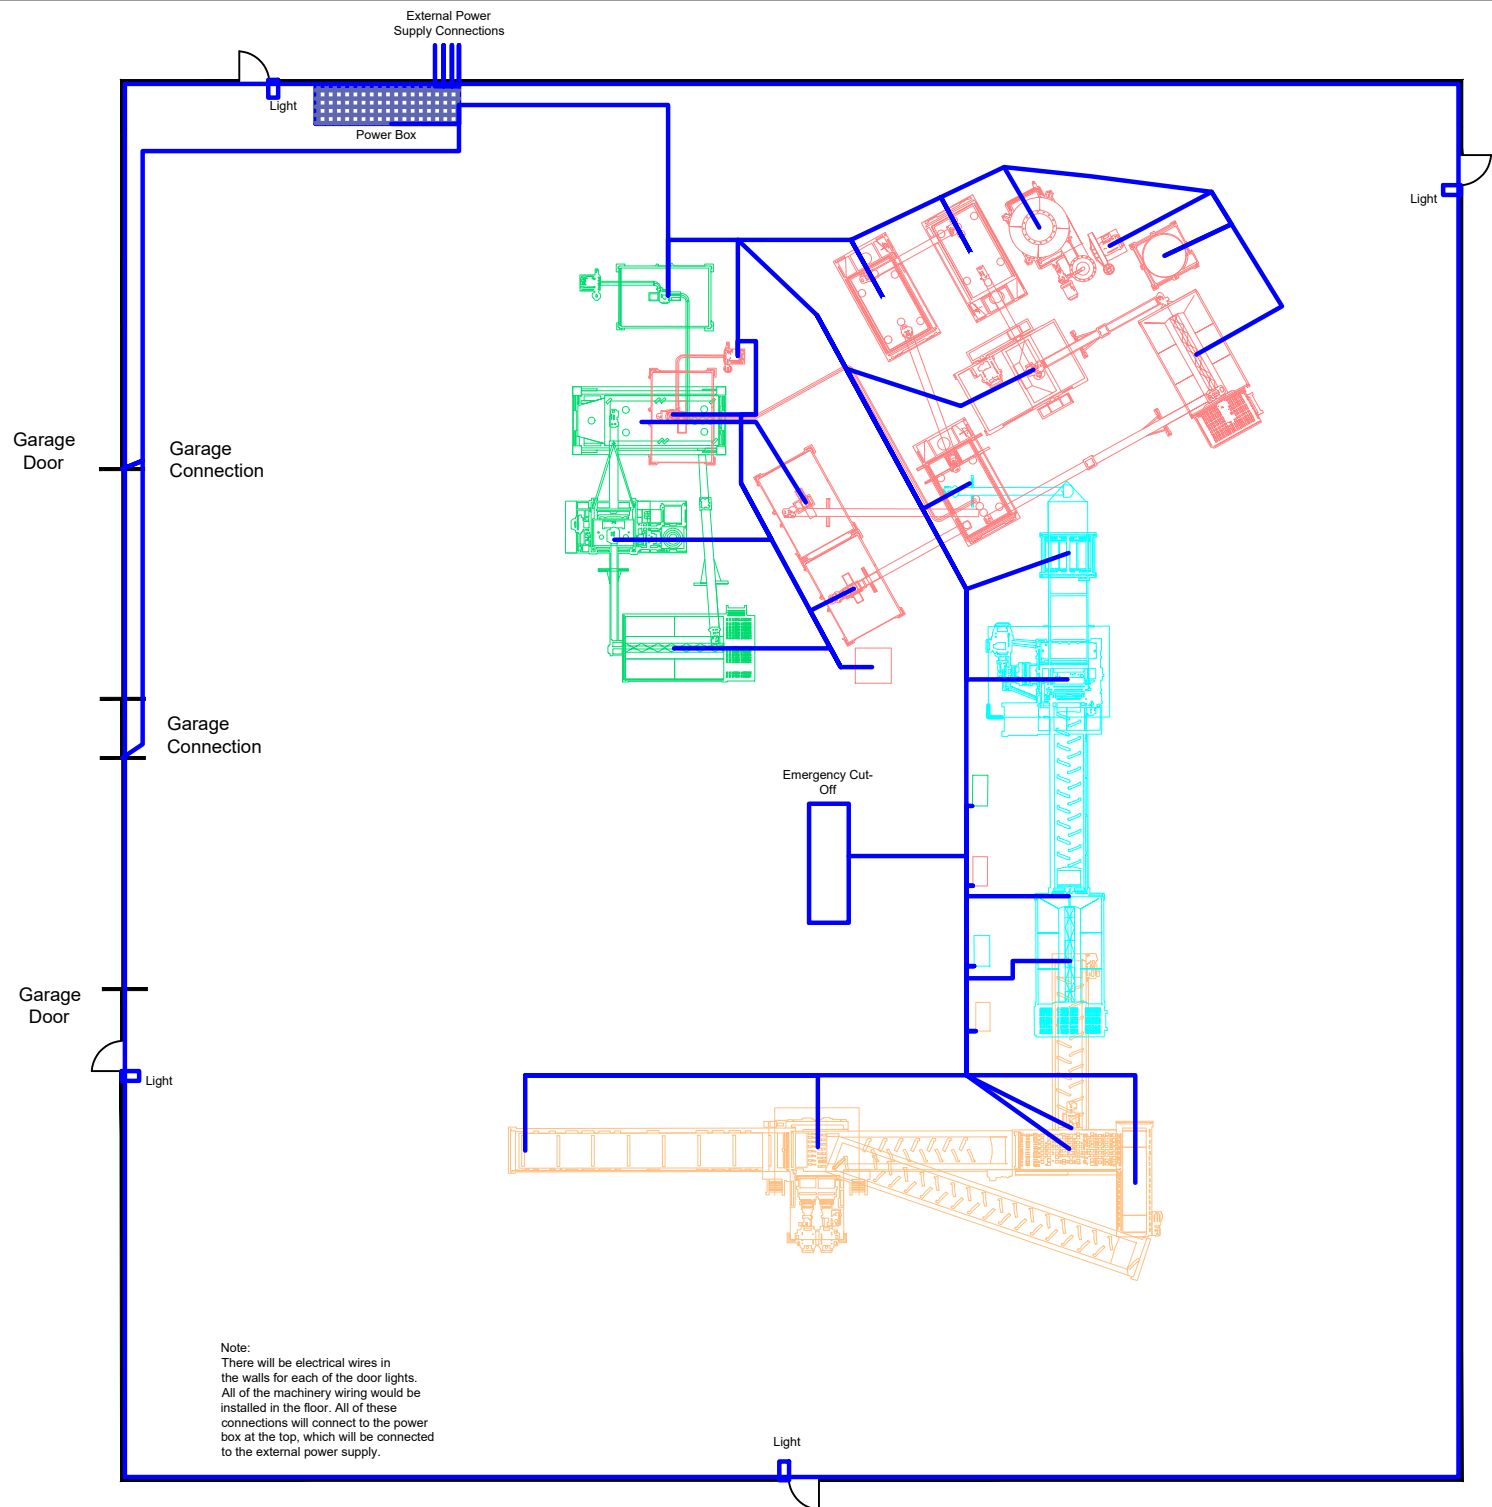 External Power
Supply Connections
Light
Power Box
Light
Garage
Door
Garage
Connection
Garage
Connection
Emergency Cut-
Off
Garage
Door
Light
Note:
There will be electrical wires in
the walls for each of the door lights.
All of the machinery wiring would be
installed in the floor. All of these
connections will connect to the power
box at the top, which will be connected
to the external power supply.
Light